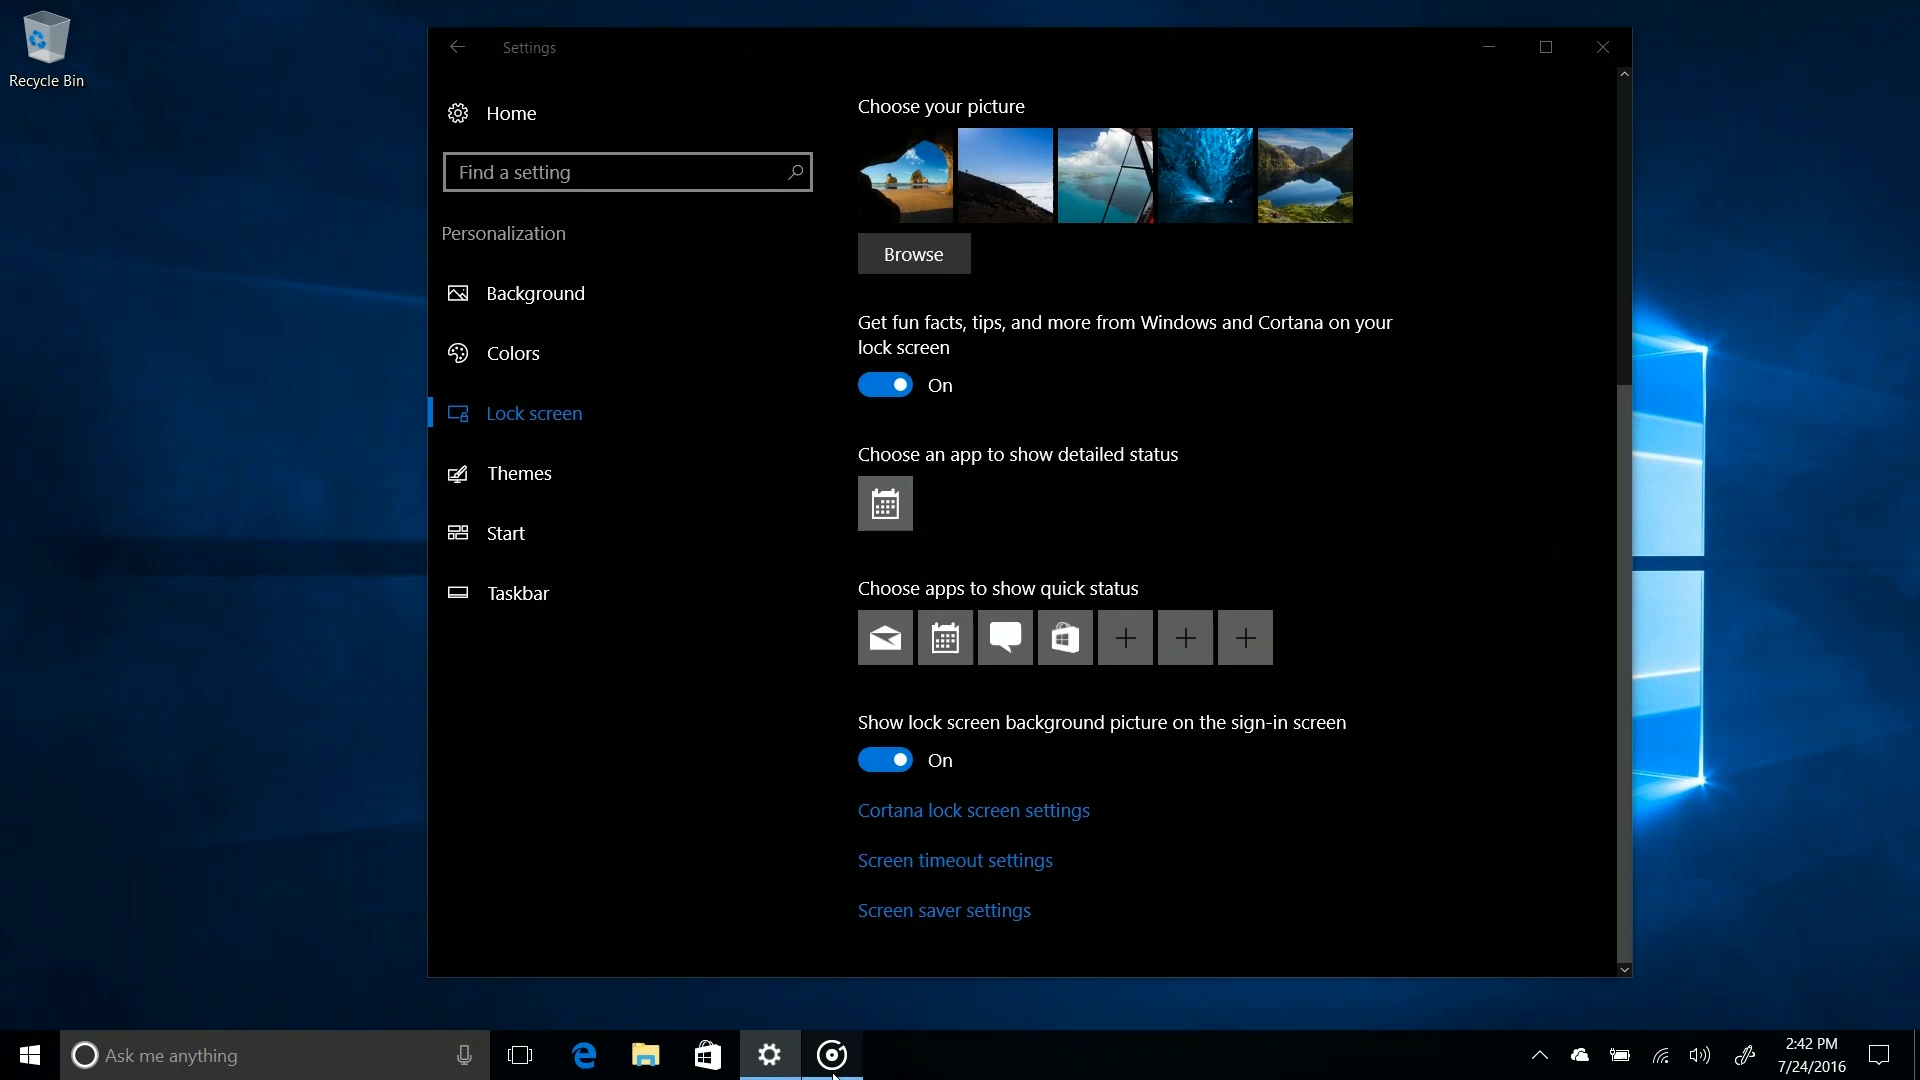 Recycle Bin
Settings
Home
Find a setting
Personalization
Background
Colors
Lock screen
Themes
Start
Taskbar
Choose your picture
Browse
Get fun facts, tips, and more from Windows and Cortana on your
lock screen
On
Choose an app to show detailed status
Choose apps to show quick status
Show lock screen background picture on the sign-in screen
On
Cortana lock screen settings
Screen timeout settings
Screen saver settings
Ask me anything
2:42 PM
7/24/2016